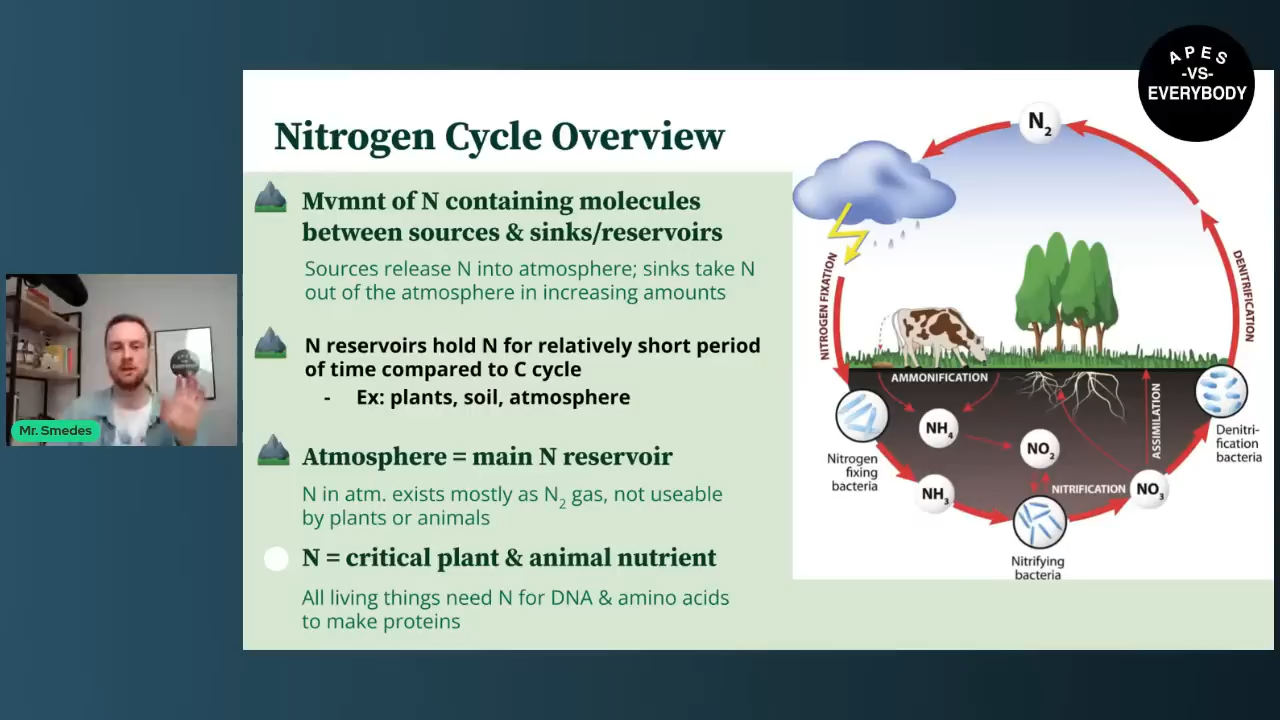 APES
-VS-
EVERYBODY
Nitrogen Cycle Overview
Mvmnt of N containing molecules
between sources & sinks/reservoirs
Sources release N into atmosphere; sinks take N
out of the atmosphere in increasing amounts
N reservoirs hold N for relatively short period
of time compared to C cycle
- Ex: plants, soil, atmosphere
Atmosphere = main N reservoir
N in atm. exists mostly as N2 gas, not useable
by plants or animals
N = critical plant & animal nutrient
All living things need N for DNA & amino acids
to make proteins
Mr. Smedes
N2
NITROGEN FIXATION
DENITRIFICATION
AMMONIFICATION
NH4
NO2
ASSIMILATION
Nitrogen
fixing
bacteria
NH3
NITRIFICATION
NO3
Denitri-
fication
bacteria
Nitrifying
bacteria